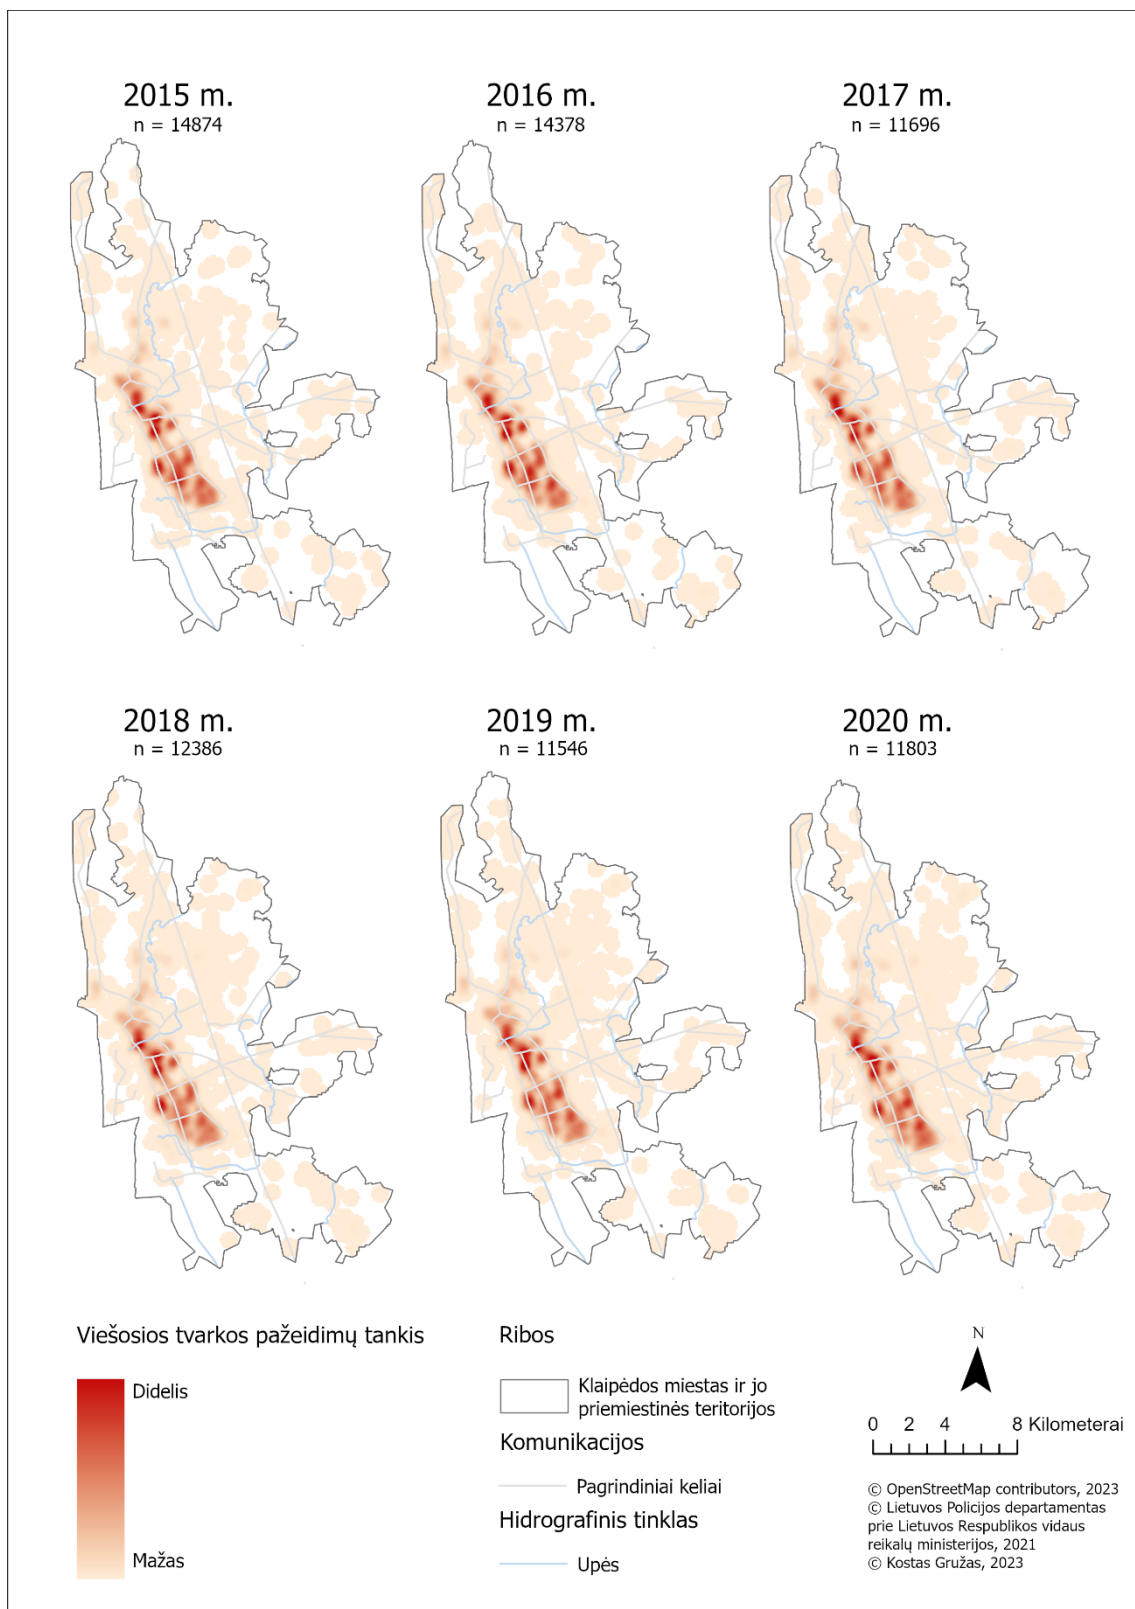 2015 m.
n = 14874
2016 m.
n = 14378
2017 m.
n = 11696
2018 m.
n = 12386
2019 m.
n = 11546
2020 m.
n = 11803
Viešosios tvarkos pažeidimų tankis
Didelis
Mažas
Ribos
Klaipėdos miestas ir jo
priemiestinės teritorijos
Komunikacijos
Pagrindiniai keliai
Hidrografinis tinklas
Upės
N
0 2 4 8 Kilometerai
© OpenStreetMap contributors, 2023
© Lietuvos Policijos departamentas
prie Lietuvos Respublikos vidaus
reikalų ministerijos, 2021
© Kostas Gružas, 2023